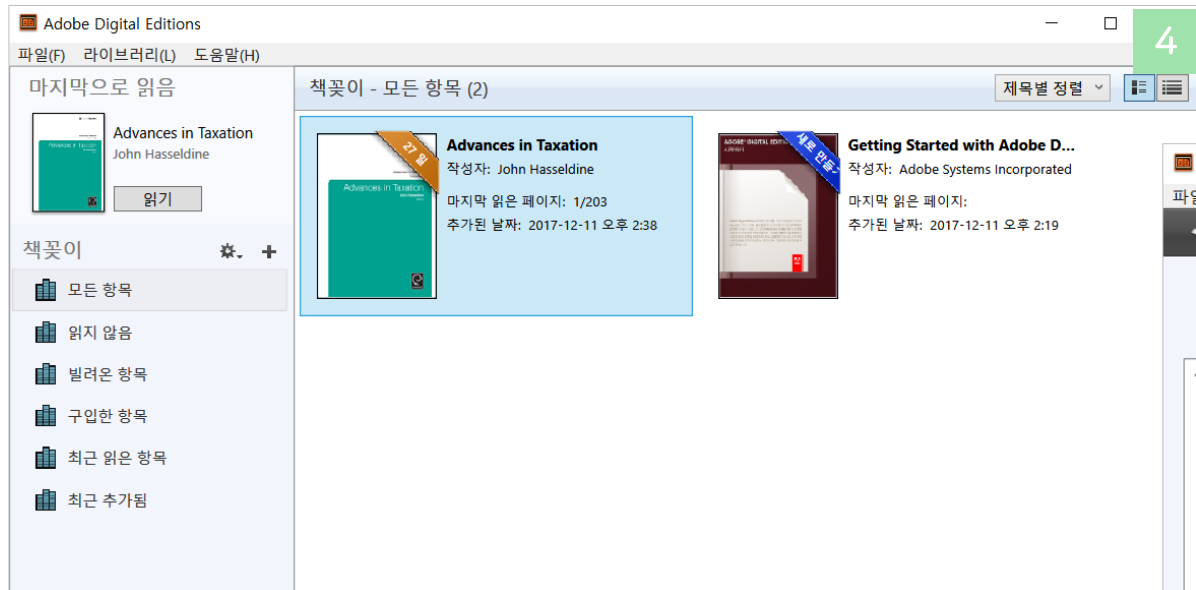 Adobe Digital Editions
4
파일(F) 라이브러리(L) 도움말(H)
마지막으로 읽음
Advances in Taxation
John Hasseldine
읽기
책꽂이
모든 항목
읽지 않음
빌려온 항목
구입한 항목
최근 읽은 항목
최근 추가됨
책꽂이 - 모든 항목 (2)
제목별 정렬
27 일
Advances in Taxation
John Hasseldine
Advances in Taxation
작성자: John Hasseldine
마지막 읽은 페이지: 1/203
추가된 날짜: 2017-12-11 오후 2:38
새로 만들기
ADOBE® DIGITAL EDITI
Getting Started with Adobe D...
작성자: Adobe Systems Incorporated
마지막 읽은 페이지:
추가된 날짜: 2017-12-11 오후 2:19
파일